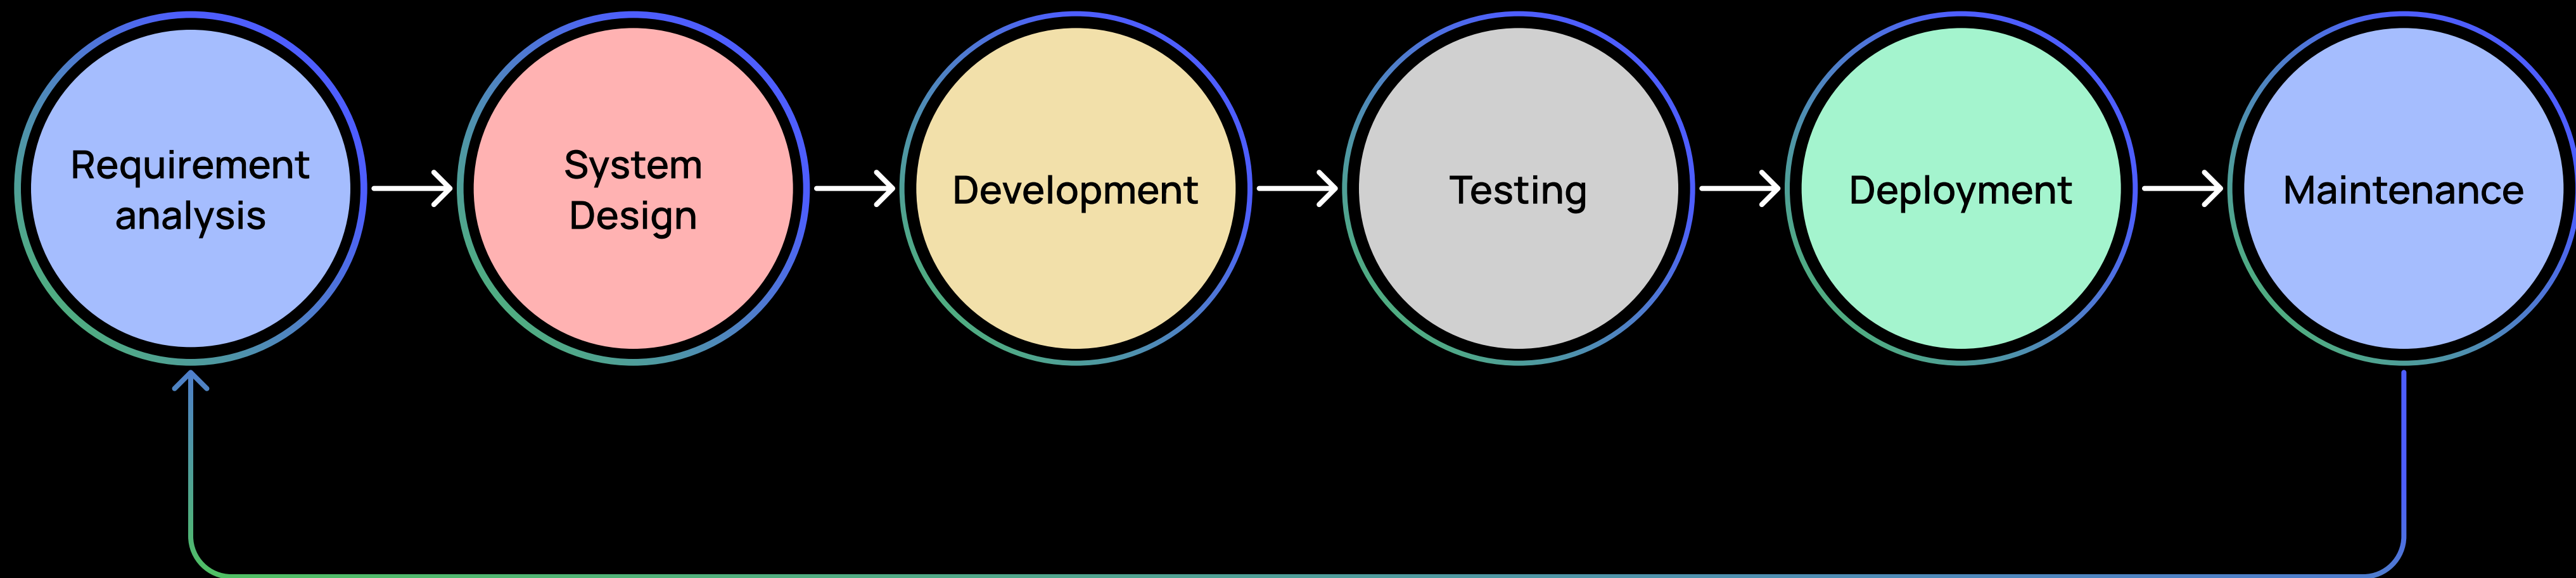 Requirement
analysis
System
Design
Development
Testing
Deployment
Maintenance